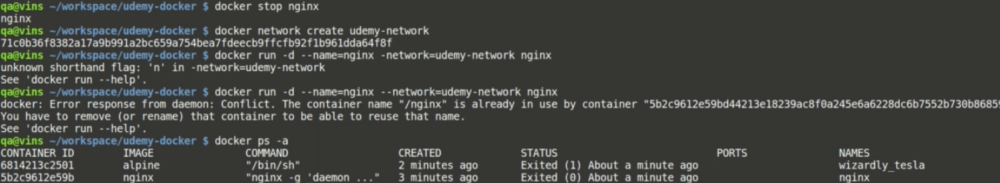 qa@vins ~/workspace/udemy-docker $ docker stop nginx
nginx
qa@vins ~/workspace/udemy-docker $ docker network create udemy-network
71c0b36f8382a17a9b991a2bc659a754bea7fdeecb9ffcfb92f1b961dda64f8f
qa@vins ~/workspace/udemy-docker $ docker run -d --name=nginx -network=udemy-network nginx
unknown shorthand flag: 'n' in -network=udemy-network
See 'docker run --help'.
qa@vins ~/workspace/udemy-docker $ docker run -d --name=nginx --network=udemy-network nginx
docker: Error response from daemon: Conflict. The container name "/nginx" is already in use by container "5b2c9612e59bd44213e18239ac8f0a245e6a6228dc6b7552b730b8685
You have to remove (or rename) that container to be able to reuse that name.
See 'docker run --help'.
qa@vins ~/workspace/udemy-docker $ docker ps -a
CONTAINER ID IMAGE COMMAND CREATED STATUS PORTS NAMES
6814213c2501 alpine "/bin/sh" 2 minutes ago Exited (1) About a minute ago wizardly_tesla
5b2c9612e59b nginx "nginx -g 'daemon ..." 3 minutes ago Exited (0) About a minute ago nginx